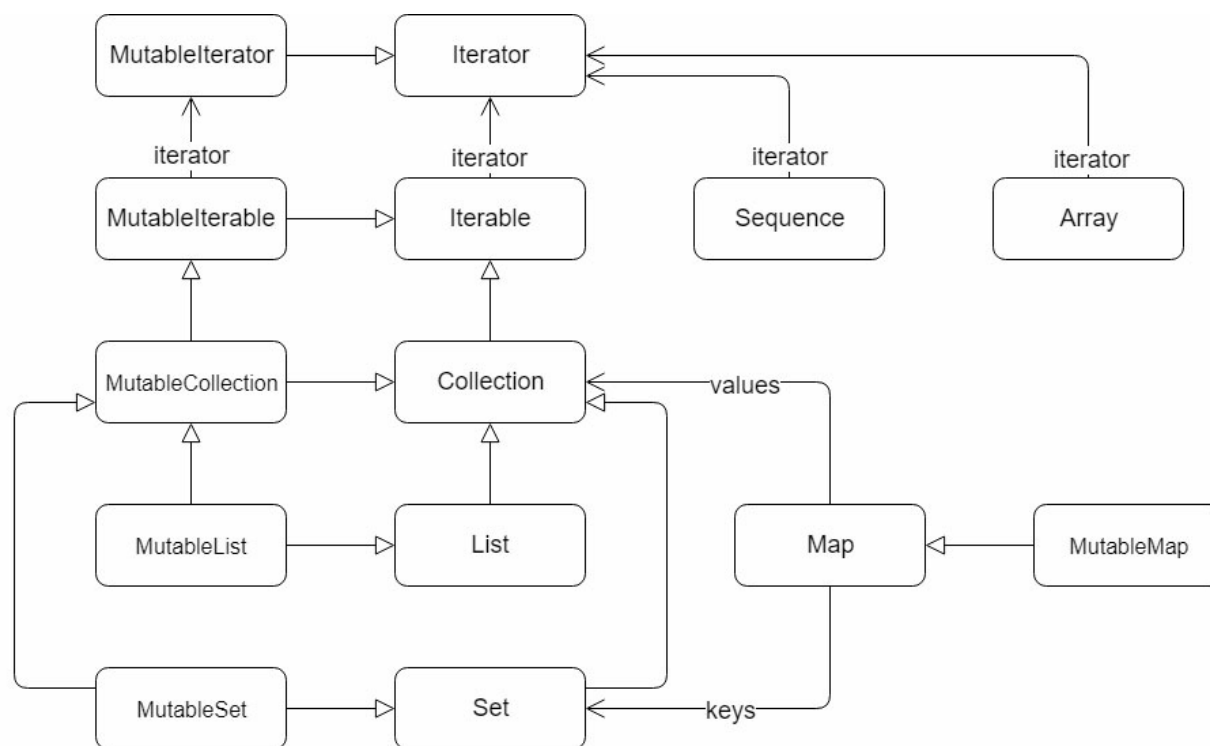 MutableIterator
Iterator
iterator
iterator
iterator
iterator
MutableIterable
Iterable
Sequence
Array
MutableCollection
Collection
values
MutableList
List
Map
MutableMap
MutableSet
Set
keys